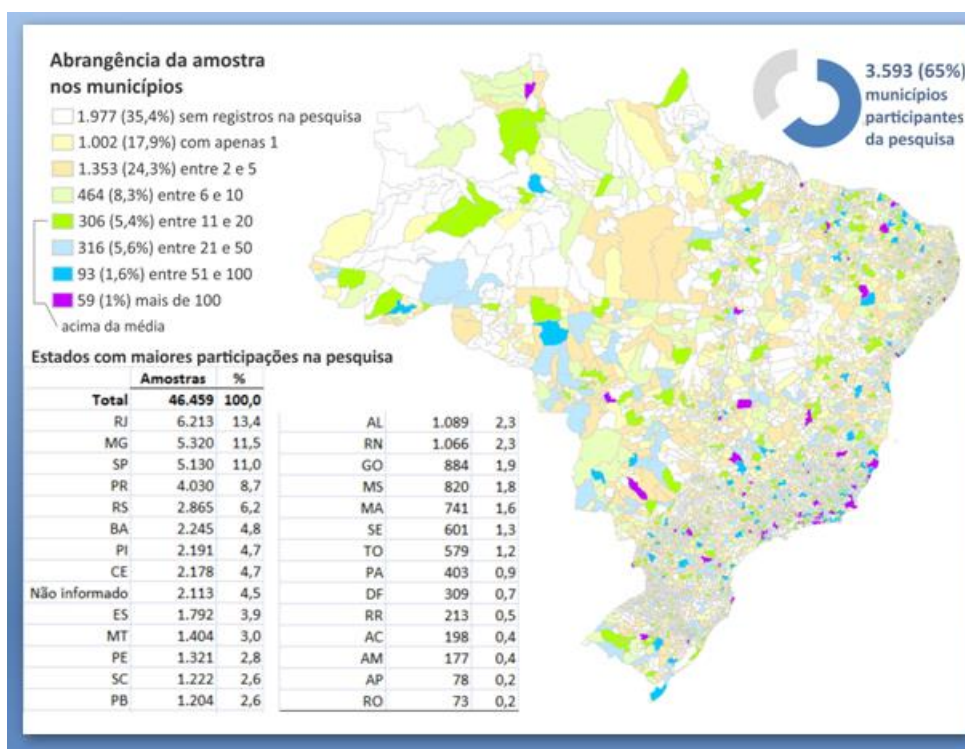 Abrangência da amostra
nos municípios
1.977 (35,4%) sem registros na pesquisa
1.002 (17,9%) com apenas 1
1.353 (24,3%) entre 2 e 5
464 (8,3%) entre 6 e 10
306 (5,4%) entre 11 e 20
316 (5,6%) entre 21 e 50
93 (1,6%) entre 51 e 100
59 (1%) mais de 100
acima da média
3.593 (65%)
municípios
participantes
da pesquisa
Estados com maiores participações na pesquisa
Amostras %
Total 46.459 100,0
RJ 6.213 13,4
MG 5.320 11,5
SP 5.130 11,0
PR 4.030 8,7
RS 2.865 6,2
BA 2.245 4,8
PI 2.191 4,7
CE 2.178 4,7
Não informado 2.113 4,5
ES 1.792 3,9
MT 1.404 3,0
PE 1.321 2,8
SC 1.222 2,6
PB 1.204 2,6
AL 1.089 2,3
RN 1.066 2,3
GO 884 1,9
MS 820 1,8
MA 741 1,6
SE 601 1,3
TO 579 1,2
PA 403 0,9
DF 309 0,7
RR 213 0,5
AC 198 0,4
AM 177 0,4
AP 78 0,2
RO 73 0,2